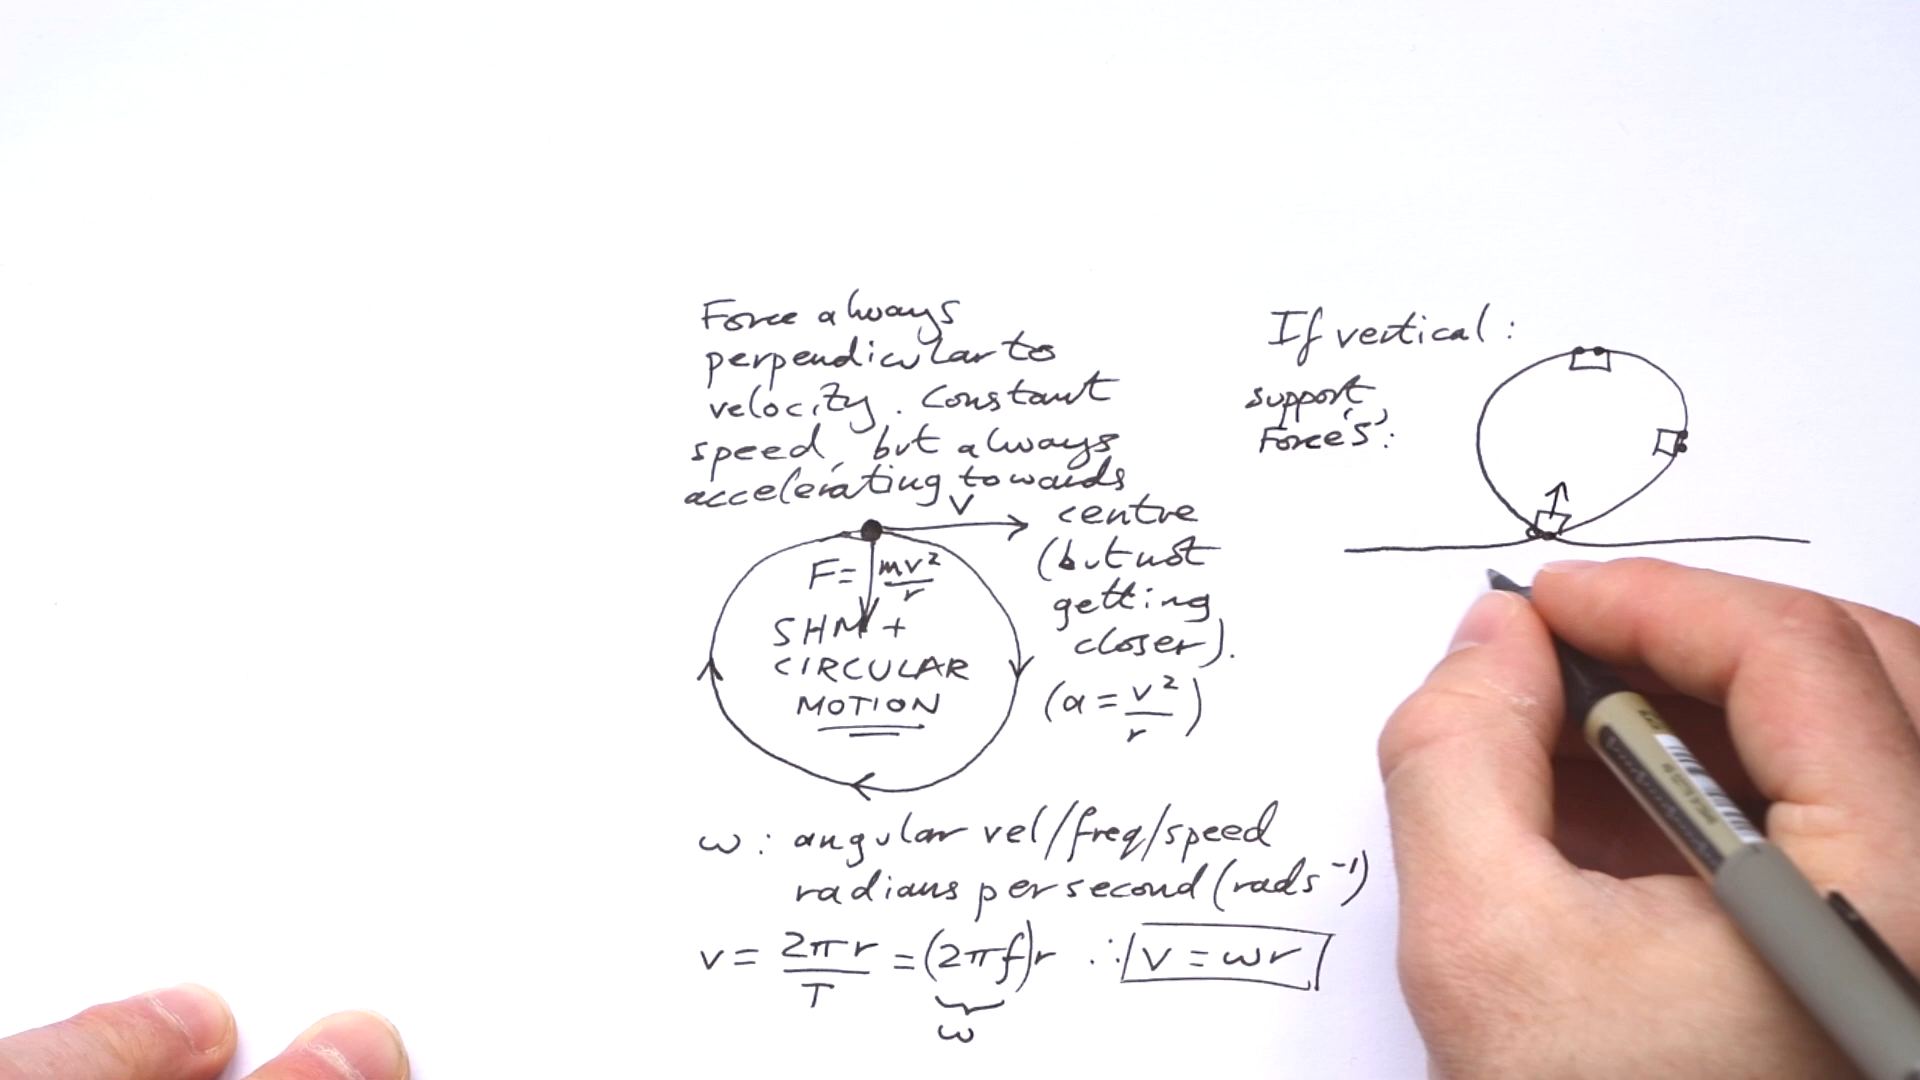 Force always
perpendicular to
velocity. Constant
speed, but always
accelerating towards
centre
(but not
getting
closer).
(a = v²/r)
v
F = mv²/r
SHM +
CIRCULAR
MOTION
ω : angular vel/freq/speed
radians per second (rads⁻¹)
v = 2πr/T = (2πf)r ∴ v = ωr
ω
If vertical :
support
Force'S':